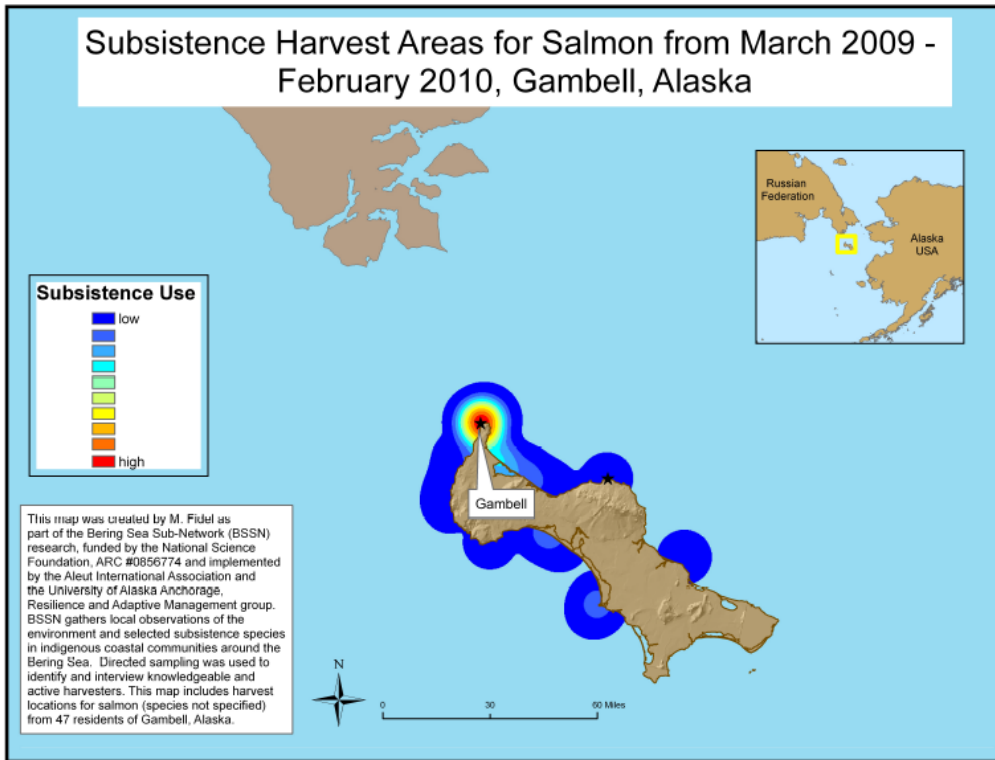 Subsistence Harvest Areas for Salmon from March 2009 -
February 2010, Gambell, Alaska
Russian
Federation
Alaska
USA
Subsistence Use
low
high
Gambell
This map was created by M. Fidel as
part of the Bering Sea Sub-Network (BSSN)
research, funded by the National Science
Foundation, ARC #0856774 and implemented
by the Aleut International Association and
the University of Alaska Anchorage,
Resilience and Adaptive Management group.
BSSN gathers local observations of the
environment and selected subsistence species
in indigenous coastal communities around the
Bering Sea.  Directed sampling was used to
identify and interview knowledgeable and
active harvesters. This map includes harvest
locations for salmon (species not specified)
from 47 residents of Gambell, Alaska.
N
0 30 60 Miles